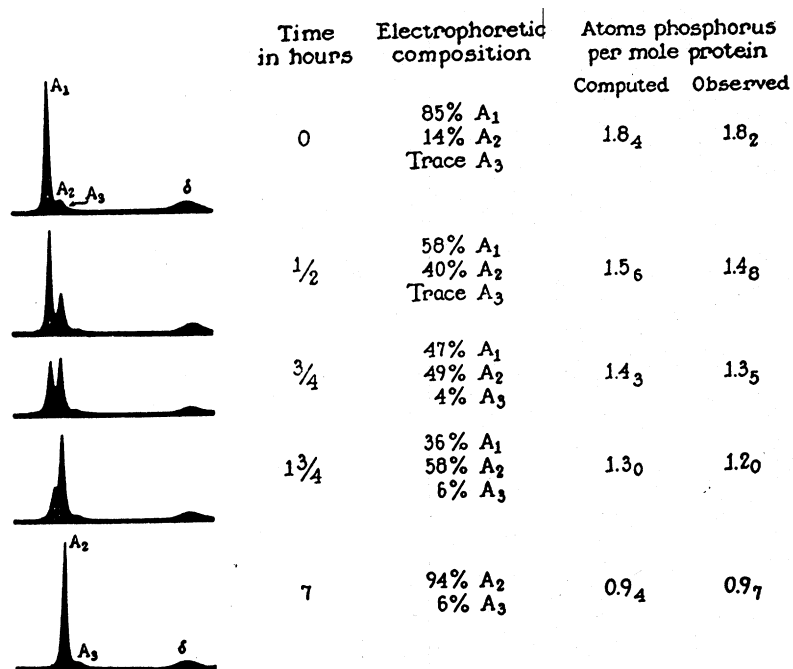 Time in hours
Electrophoretic composition
Atoms phosphorus per mole protein
Computed Observed
A₁
A₂ A₃ δ
0
85% A₁
14% A₂
Trace A₃
1.8₄ 1.8₂
1/2
58% A₁
40% A₂
Trace A₃
1.5₆ 1.4₈
3/4
47% A₁
49% A₂
4% A₃
1.4₃ 1.3₅
1 3/4
36% A₁
58% A₂
6% A₃
1.3₀ 1.2₀
A₂
A₃ δ
7
94% A₂
6% A₃
0.9₄ 0.9₇